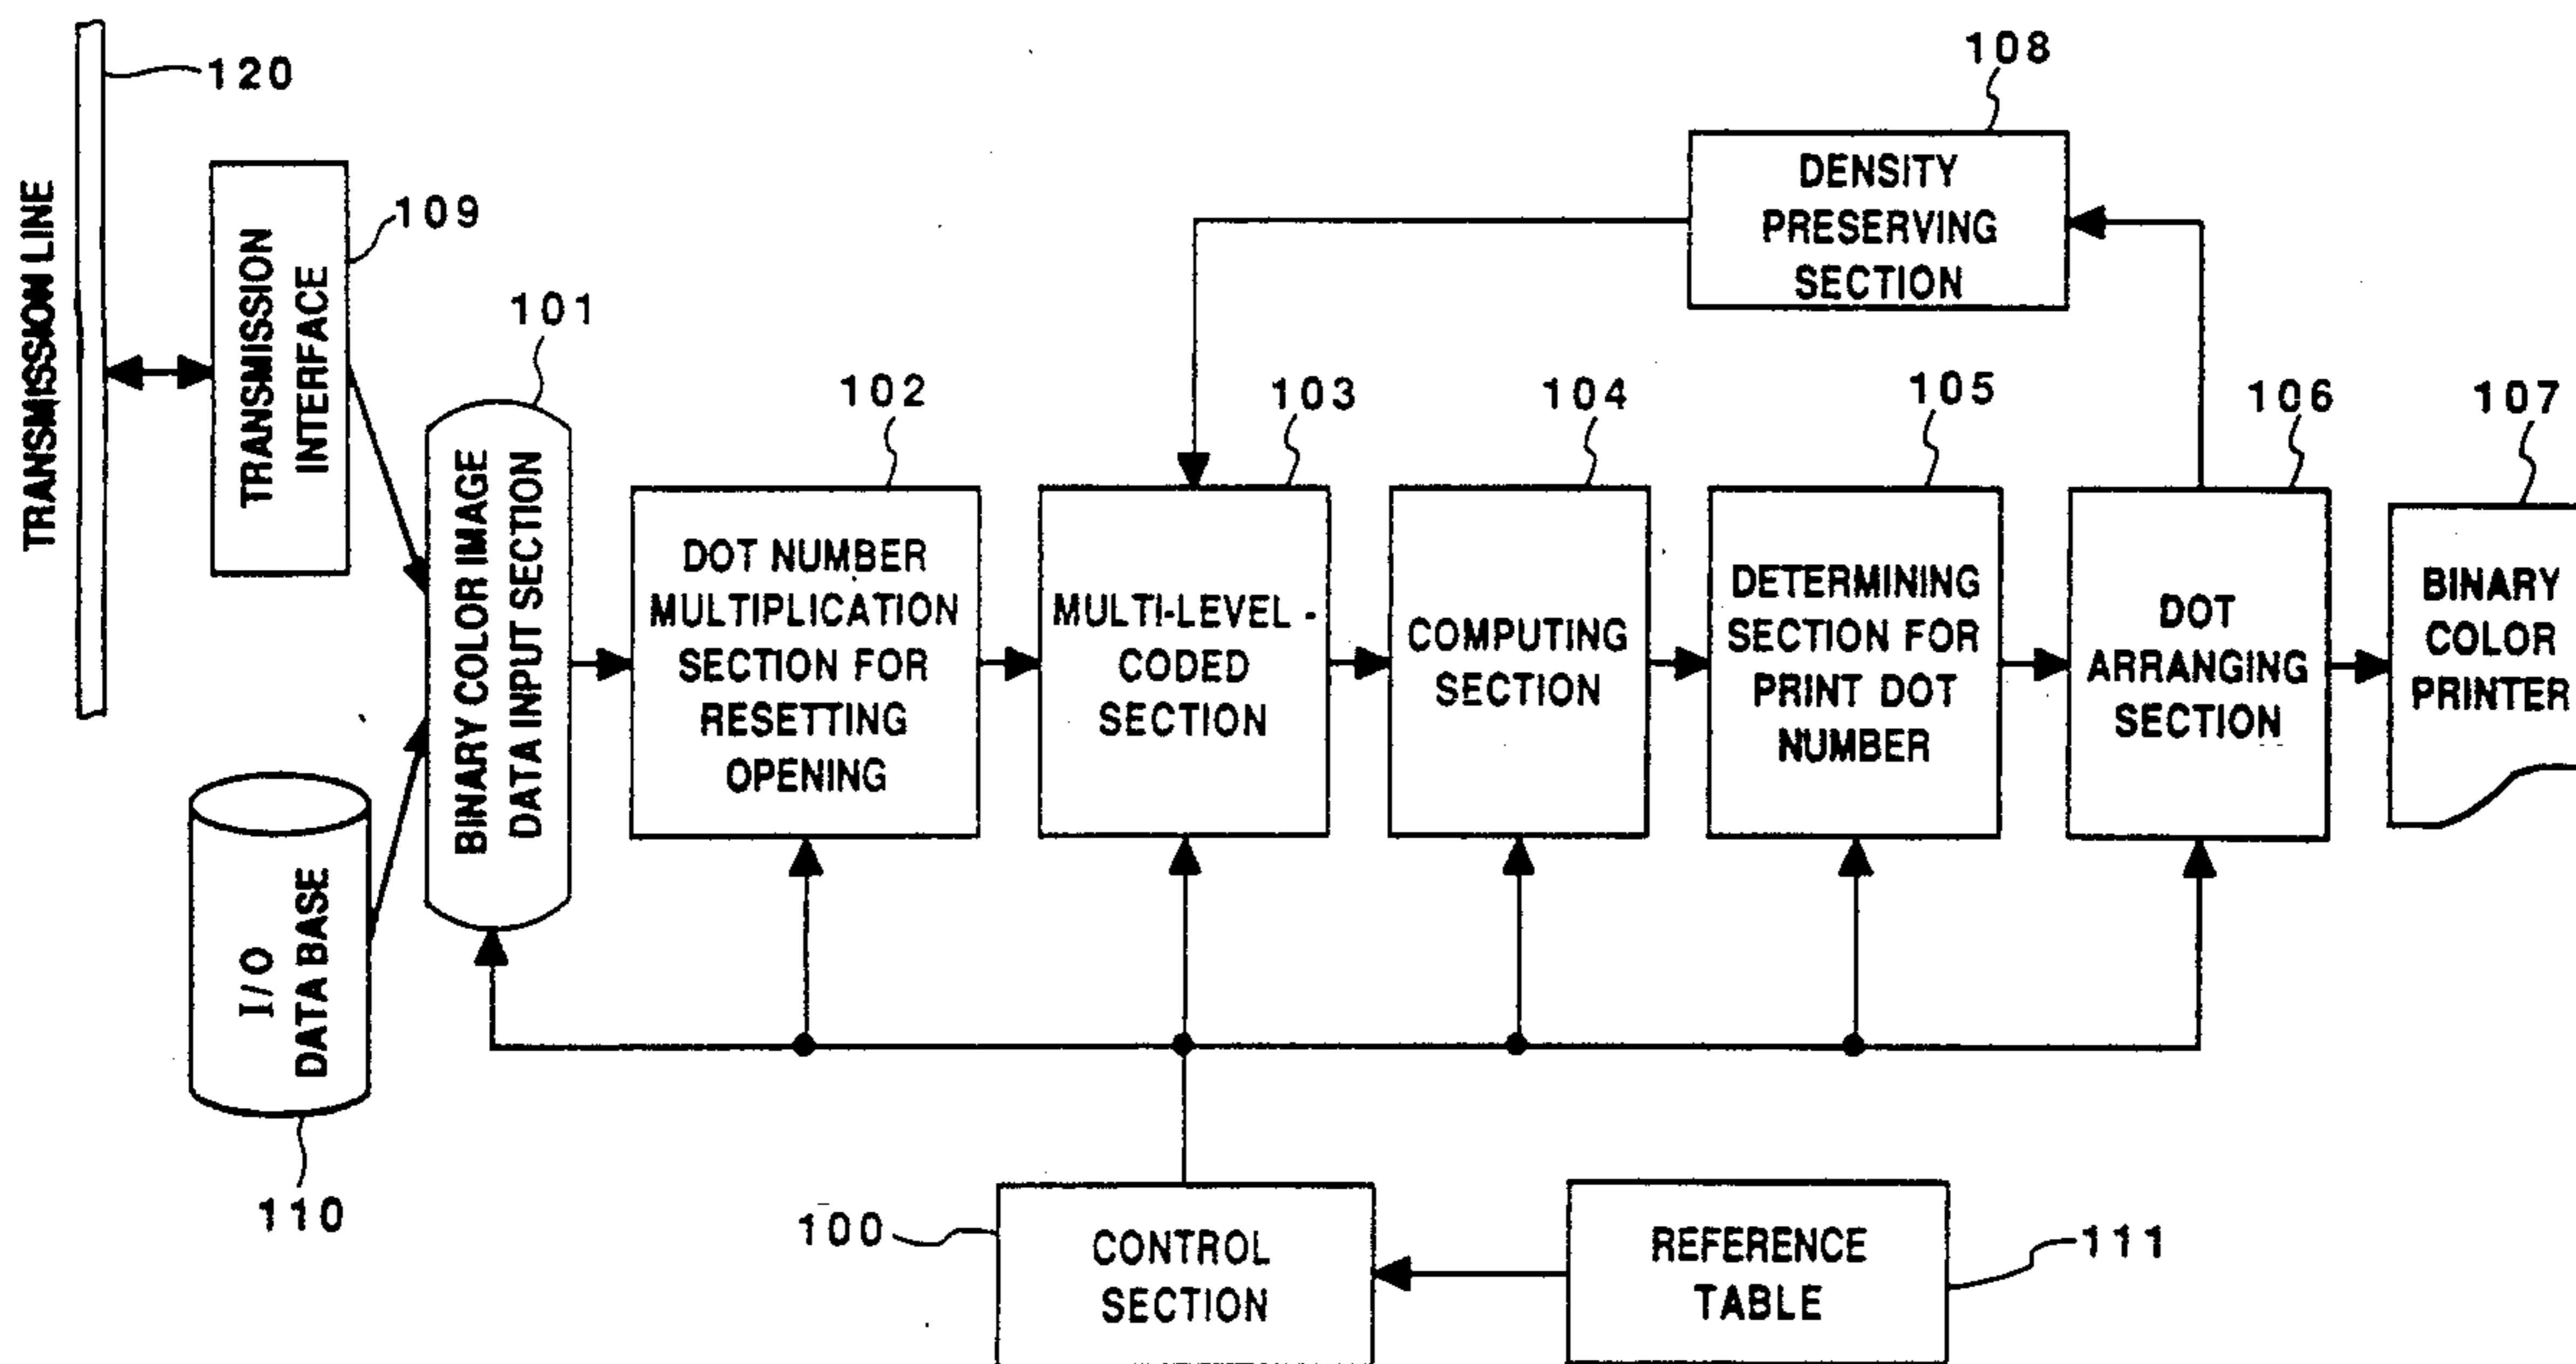 120
TRANSMISSION LINE
109
TRANSMISSION
INTERFACE
101
BINARY COLOR IMAGE
DATA INPUT SECTION
110
I/O
DATA BASE
102
DOT NUMBER
MULTIPLICATION
SECTION FOR
RESETTING
OPENING
103
MULTI-LEVEL-
CODED
SECTION
104
COMPUTING
SECTION
105
DETERMINING
SECTION FOR
PRINT DOT
NUMBER
106
DOT
ARRANGING
SECTION
107
BINARY
COLOR
PRINTER
108
DENSITY
PRESERVING
SECTION
100
CONTROL
SECTION
REFERENCE
TABLE
111